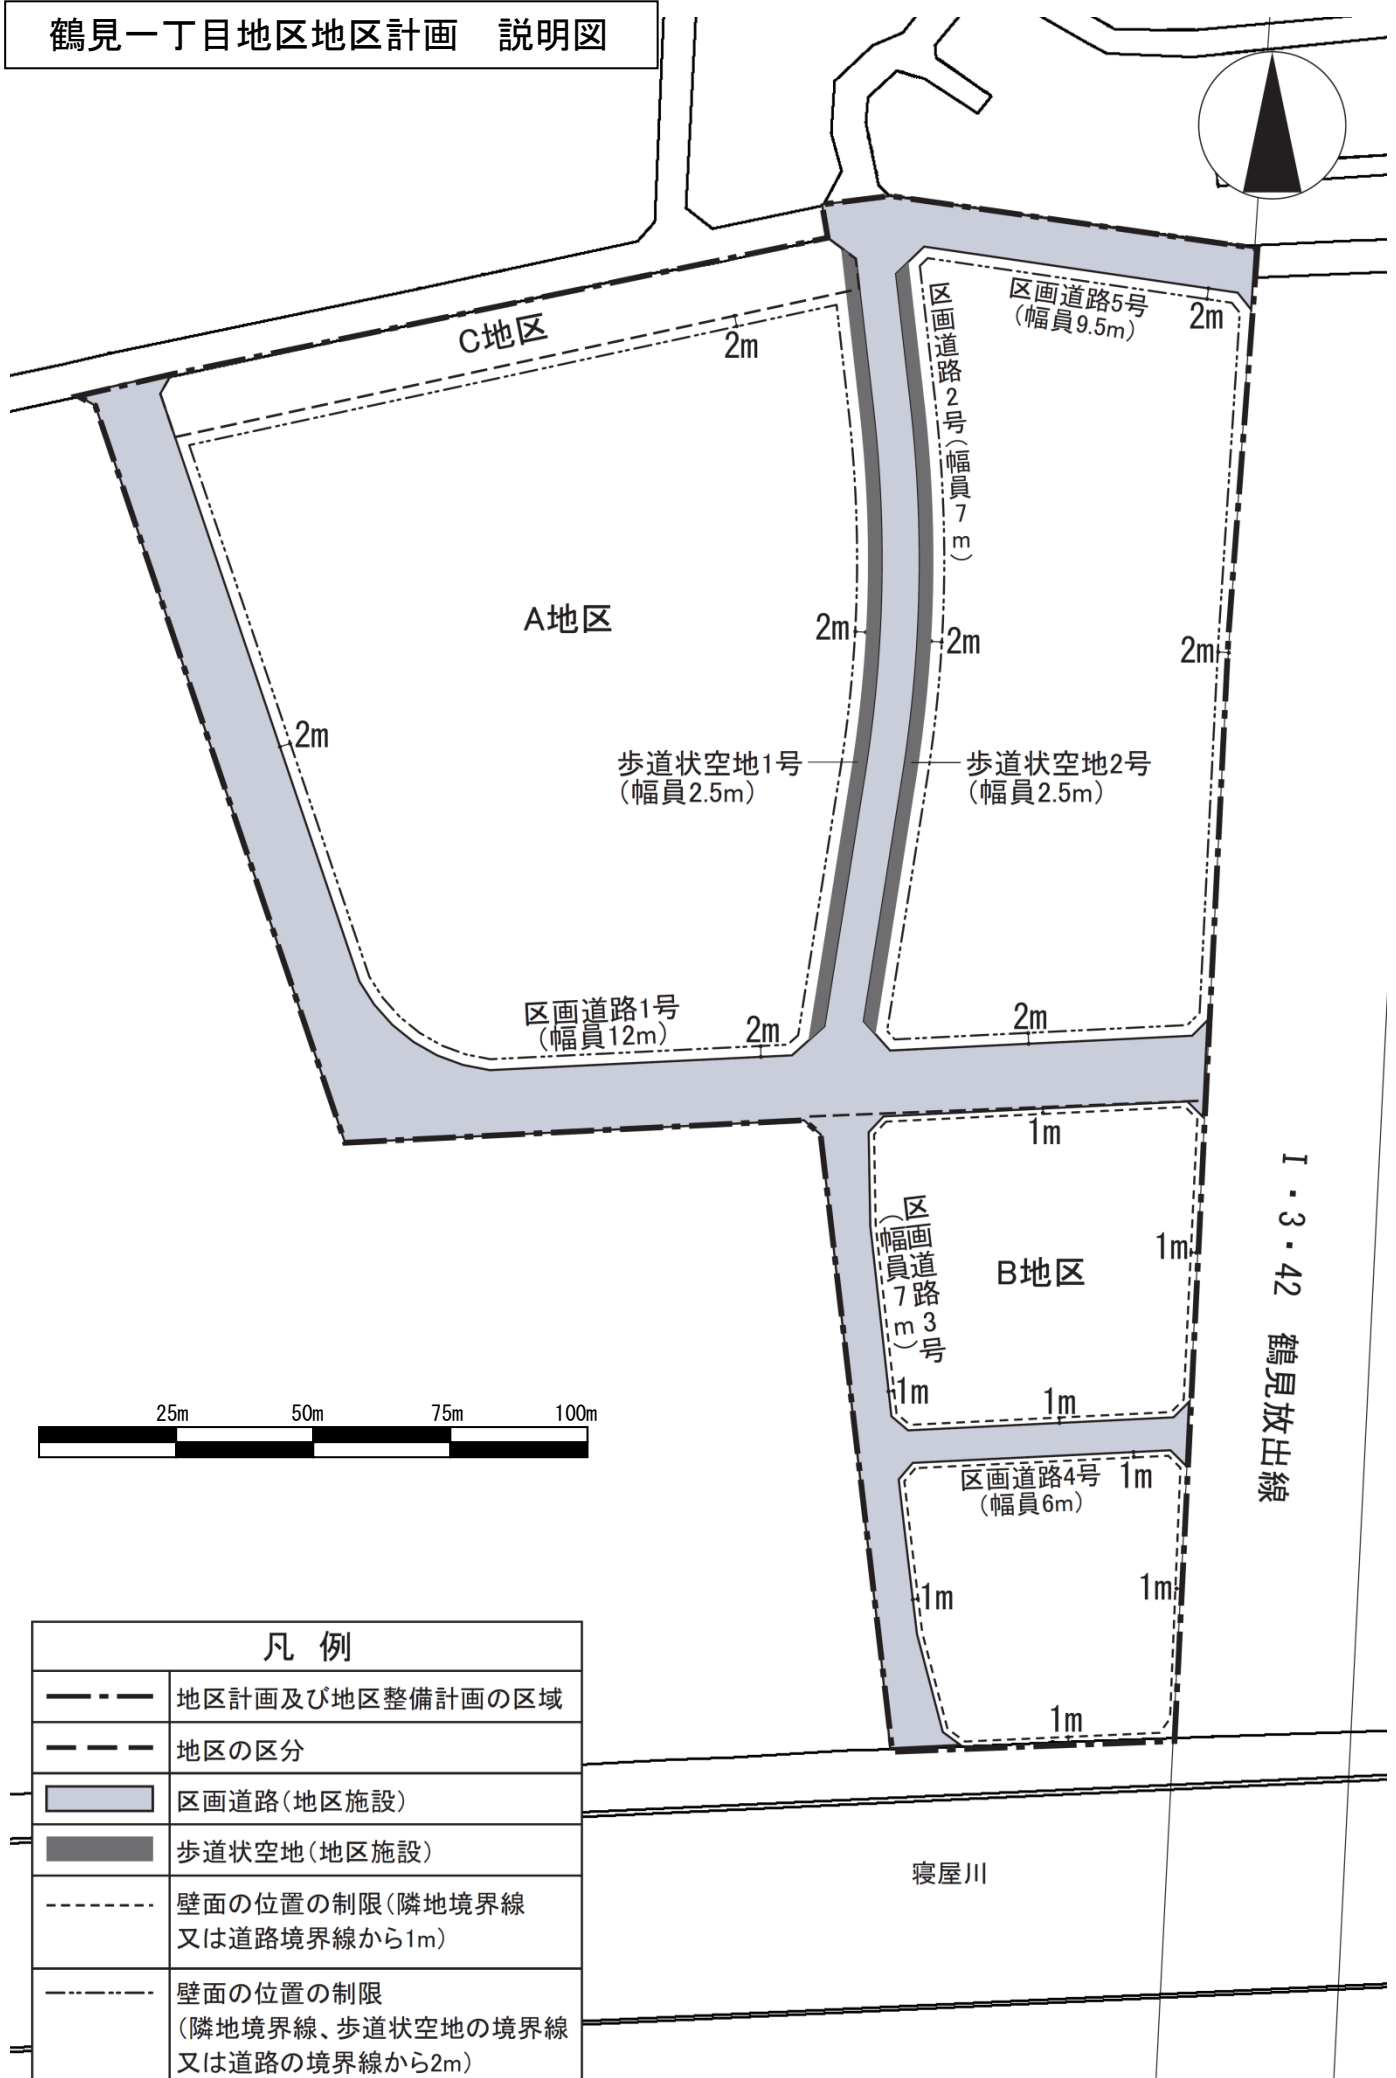 鶴見一丁目地区地区計画　説明図
C地区
2m
区画道路5号
（幅員9.5m）
2m
区画道路2号（幅員7m）
A地区
2m
2m
2m
2m
歩道状空地1号
（幅員2.5m）
歩道状空地2号
（幅員2.5m）
区画道路1号
（幅員12m）
2m
2m
1m
区画道路3号
（幅員7m）
B地区
1m
1m
1m
区画道路4号
（幅員6m）
1m
1m
1m
1m
Ⅰ・3・42　鶴見放出線
25m 50m 75m 100m
凡 例
地区計画及び地区整備計画の区域
地区の区分
区画道路（地区施設）
歩道状空地（地区施設）
壁面の位置の制限（隣地境界線
又は道路境界線から1m）
壁面の位置の制限
（隣地境界線、歩道状空地の境界線
又は道路の境界線から2m）
寝屋川